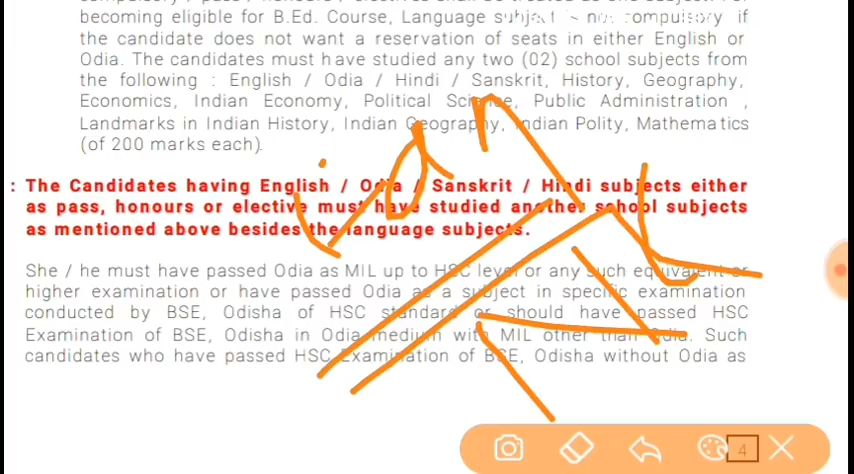 becoming eligible for B.Ed. Course, Language subject is not compulsory if
the candidate does not want a reservation of seats in either English or
Odia. The candidates must have studied any two (02) school subjects from
the following : English / Odia / Hindi / Sanskrit, History, Geography,
Economics, Indian Economy, Political Science, Public Administration ,
Landmarks in Indian History, Indian Geography, Indian Polity, Mathematics
(of 200 marks each).
: The Candidates having English / Odia / Sanskrit / Hindi subjects either
as pass, honours or elective must have studied another school subjects
as mentioned above besides the language subjects.
She / he must have passed Odia as MIL up to HSC level or any such equivalent or
higher examination or have passed Odia as a subject in specific examination
conducted by BSE, Odisha of HSC standard or should have passed HSC
Examination of BSE, Odisha in Odia medium with MIL other than Odia. Such
candidates who have passed HSC Examination of BSE, Odisha without Odia as
4